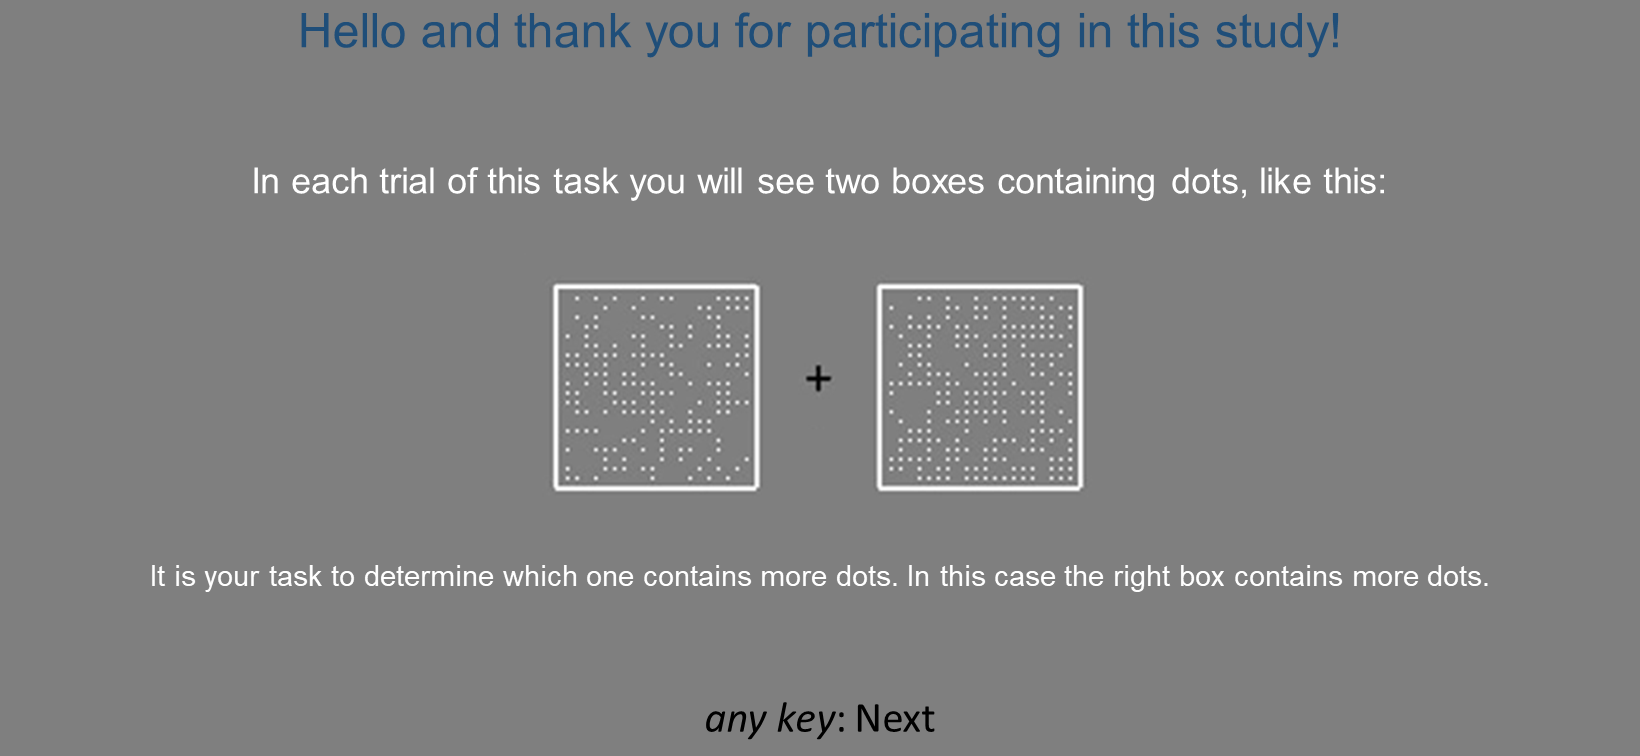 Hello and thank you for participating in this study!
In each trial of this task you will see two boxes containing dots, like this:
+
It is your task to determine which one contains more dots. In this case the right box contains more dots.
any key: Next